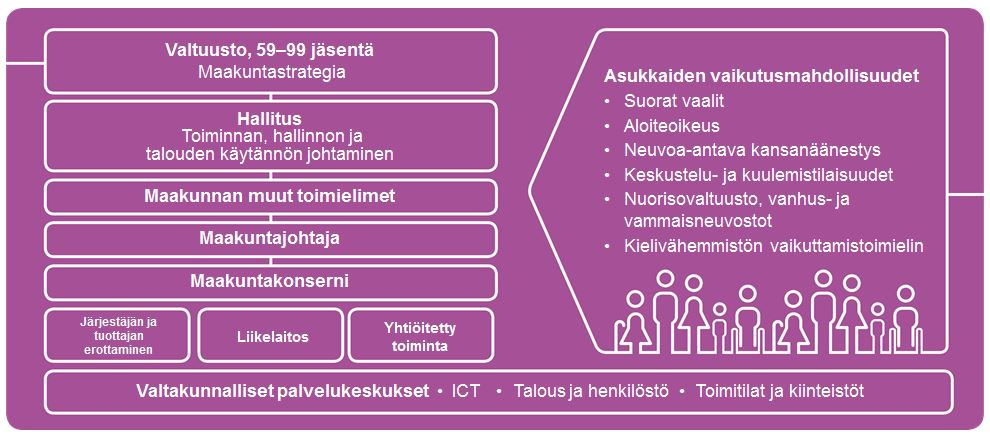 Valtuusto, 59–99 jäsentä
Maakuntastrategia
Hallitus
Toiminnan, hallinnon ja
talouden käytännön johtaminen
Maakunnan muut toimielimet
Maakuntajohtaja
Maakuntakonserni
Järjestäjän ja
tuottajan
erottaminen
Liikelaitos
Yhtiöitetty
toiminta
Asukkaiden vaikutusmahdollisuudet
• Suorat vaalit
• Aloiteoikeus
• Neuvoa-antava kansanäänestys
• Keskustelu- ja kuulemistilaisuudet
• Nuorisovaltuusto, vanhus- ja
vammaisneuvostot
• Kielivähemmistön vaikuttamistoimielin
Valtakunnalliset palvelukeskukset • ICT • Talous ja henkilöstö • Toimitilat ja kiinteistöt